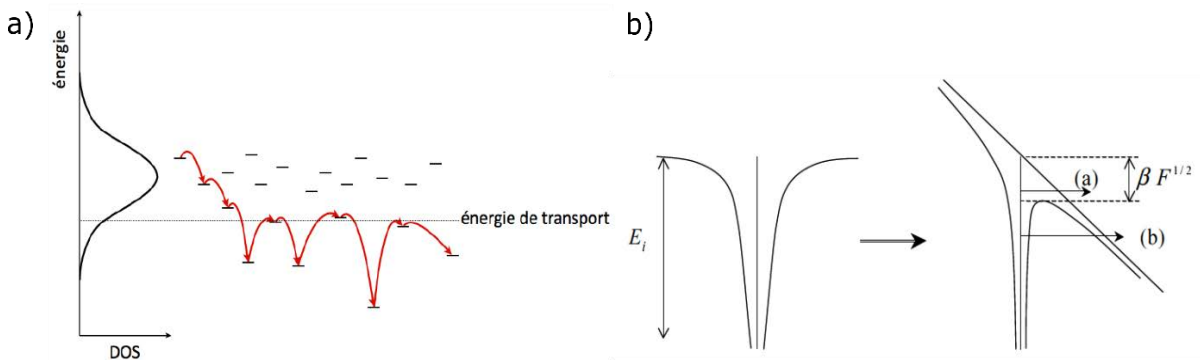 a)
énergie
énergie de transport
DOS
b)
E_i
β F^{1/2}
(a)
(b)